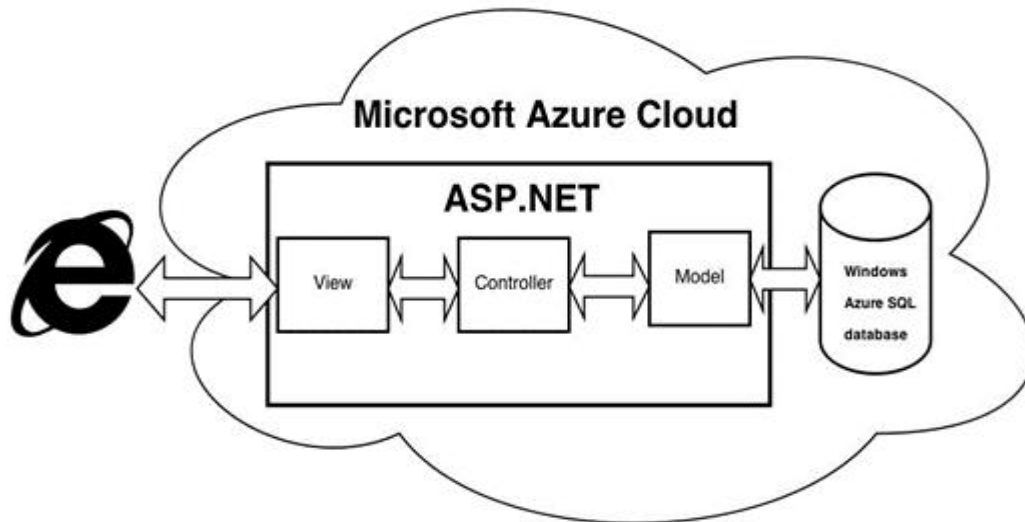 Microsoft Azure Cloud
ASP.NET
View
Controller
Model
Windows
Azure SQL
database